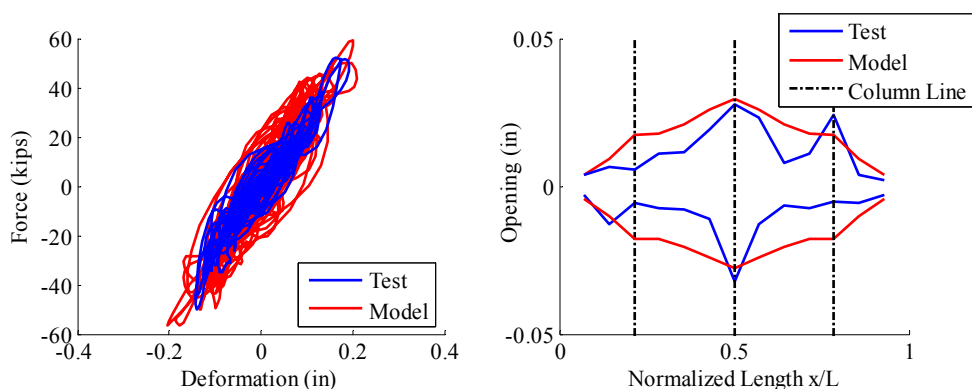 60
40
20
0
-20
-40
-60
-0.4
-0.2
0
0.2
0.4
Force (kips)
Deformation (in)
Test
Model
0.05
0
-0.05
0
0.5
1
Opening (in)
Normalized Length x/L
Test
Model
Column Line